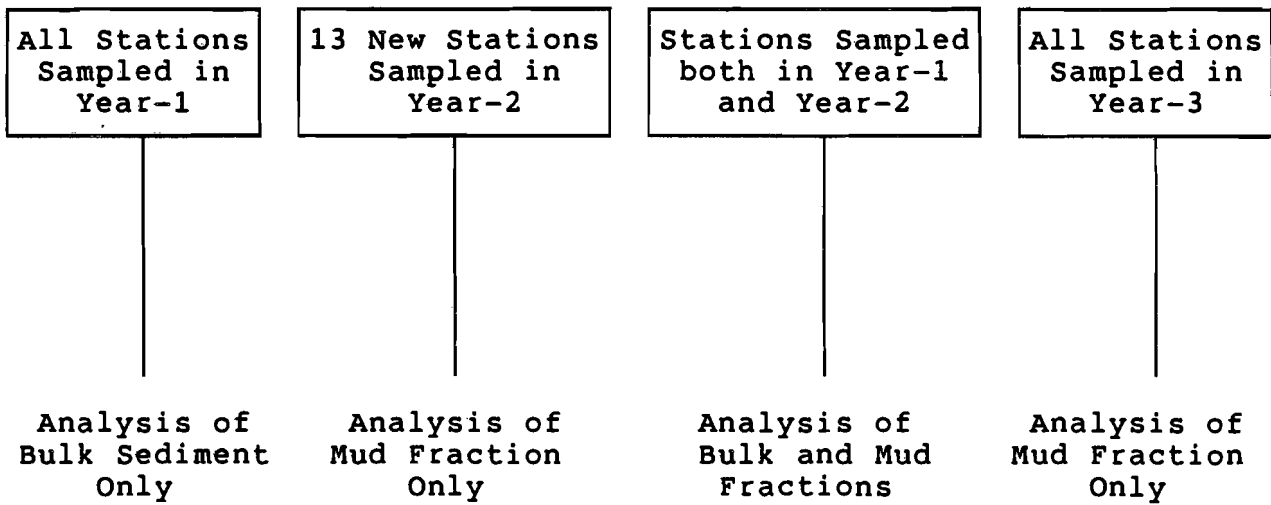 All Stations
Sampled in
Year-1
13 New Stations
Sampled in
Year-2
Stations Sampled
both in Year-1
and Year-2
All Stations
Sampled in
Year-3
Analysis of
Bulk Sediment
Only
Analysis of
Mud Fraction
Only
Analysis of
Bulk and Mud
Fractions
Analysis of
Mud Fraction
Only